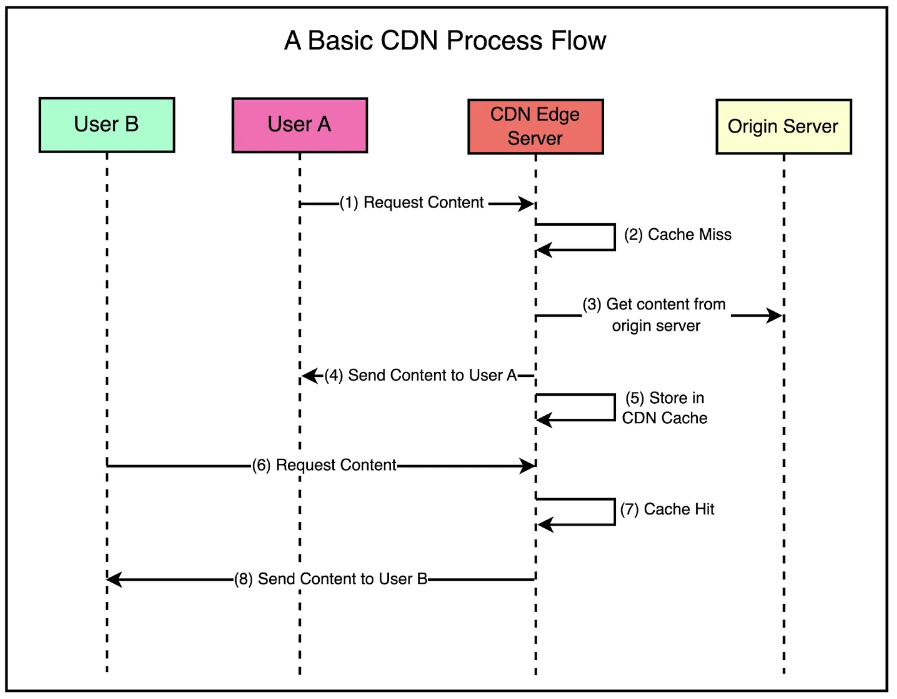 A Basic CDN Process Flow
User B
User A
CDN Edge
Server
Origin Server
(1) Request Content
(2) Cache Miss
(3) Get content from
origin server
(4) Send Content to User A
(5) Store in
CDN Cache
(6) Request Content
(7) Cache Hit
(8) Send Content to User B